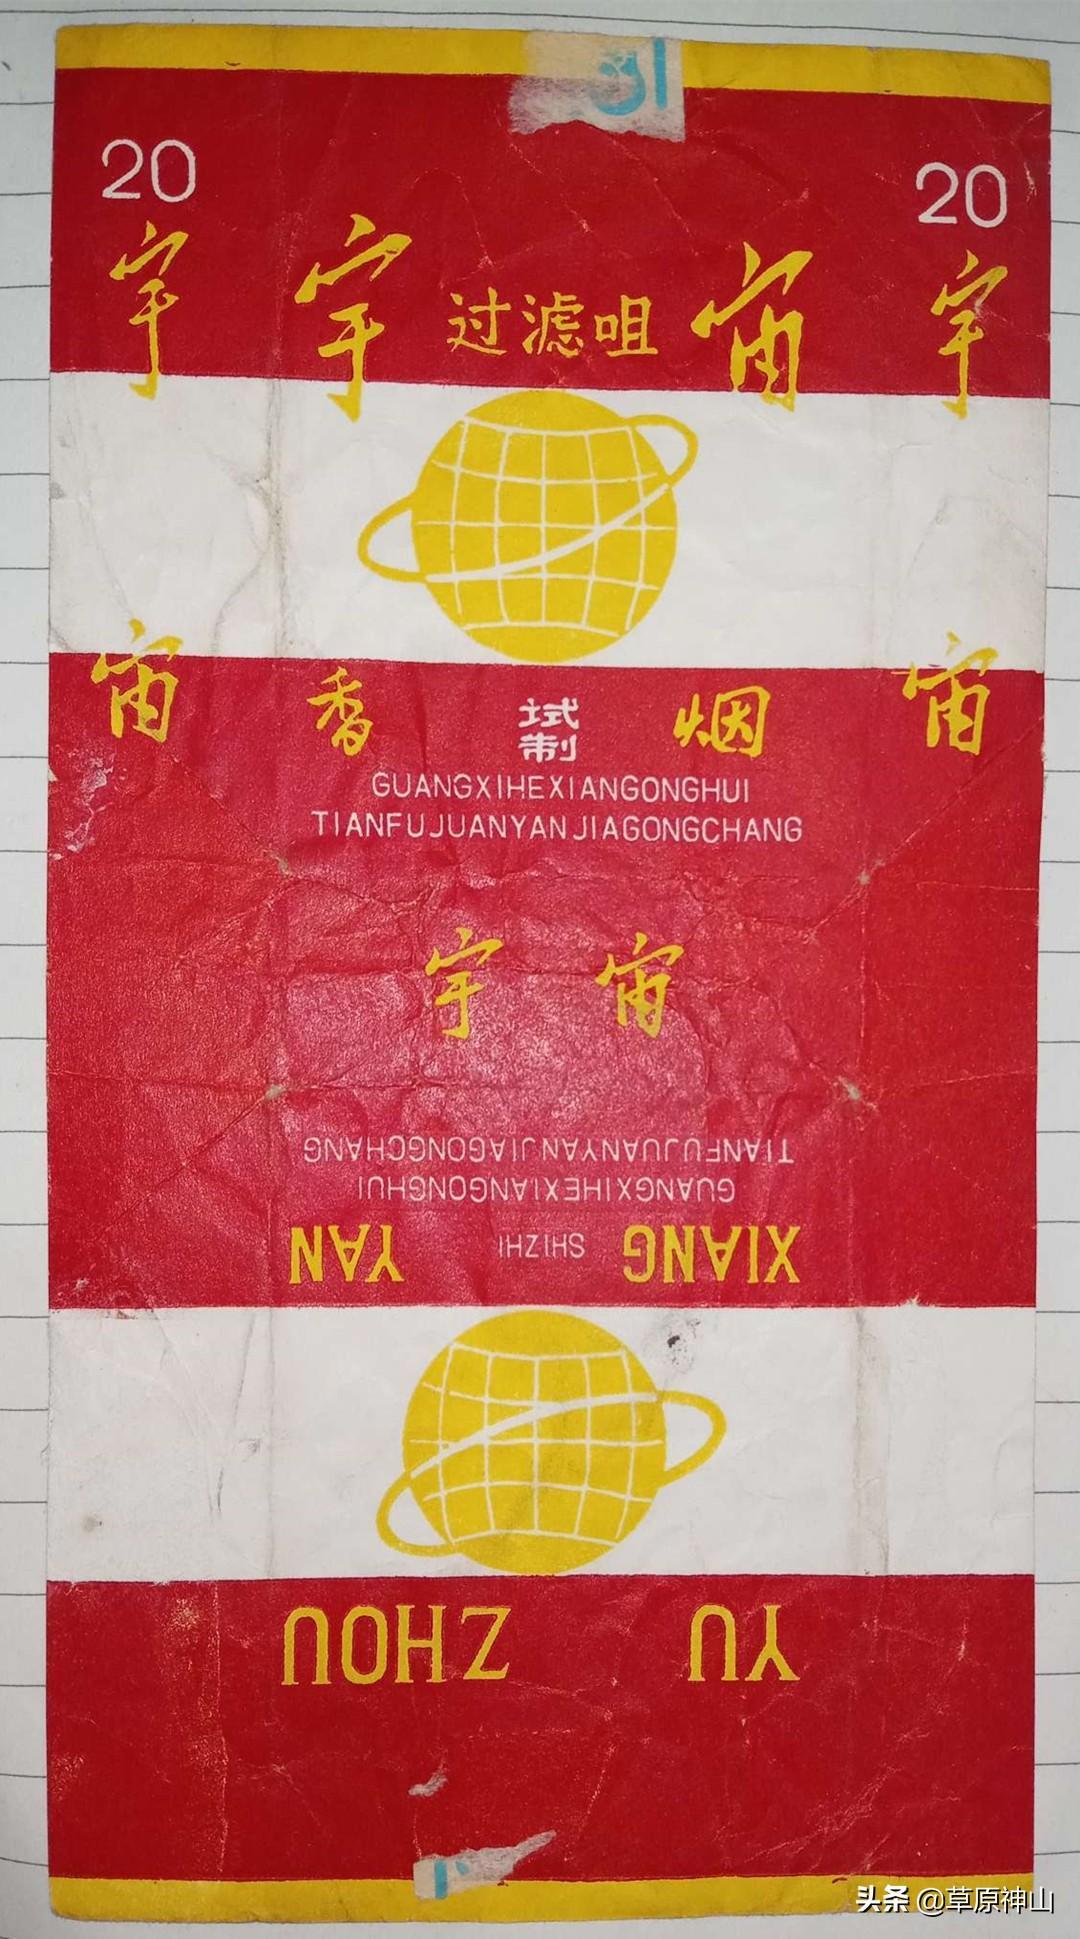 20
20
宇 宇 过滤咀 宙 宇
宙 香 试制 烟 宙
GUANGXIHEXIANGONGHUI
TIANFUJUANYANJIAGONGCHANG
宇 宙
TIANFUJUANYANJIAGONGCHANG
GUANGXIHEXIANGONGHUI
XIANG SHIZHI YAN
YU ZHOU
头条 @草原神山